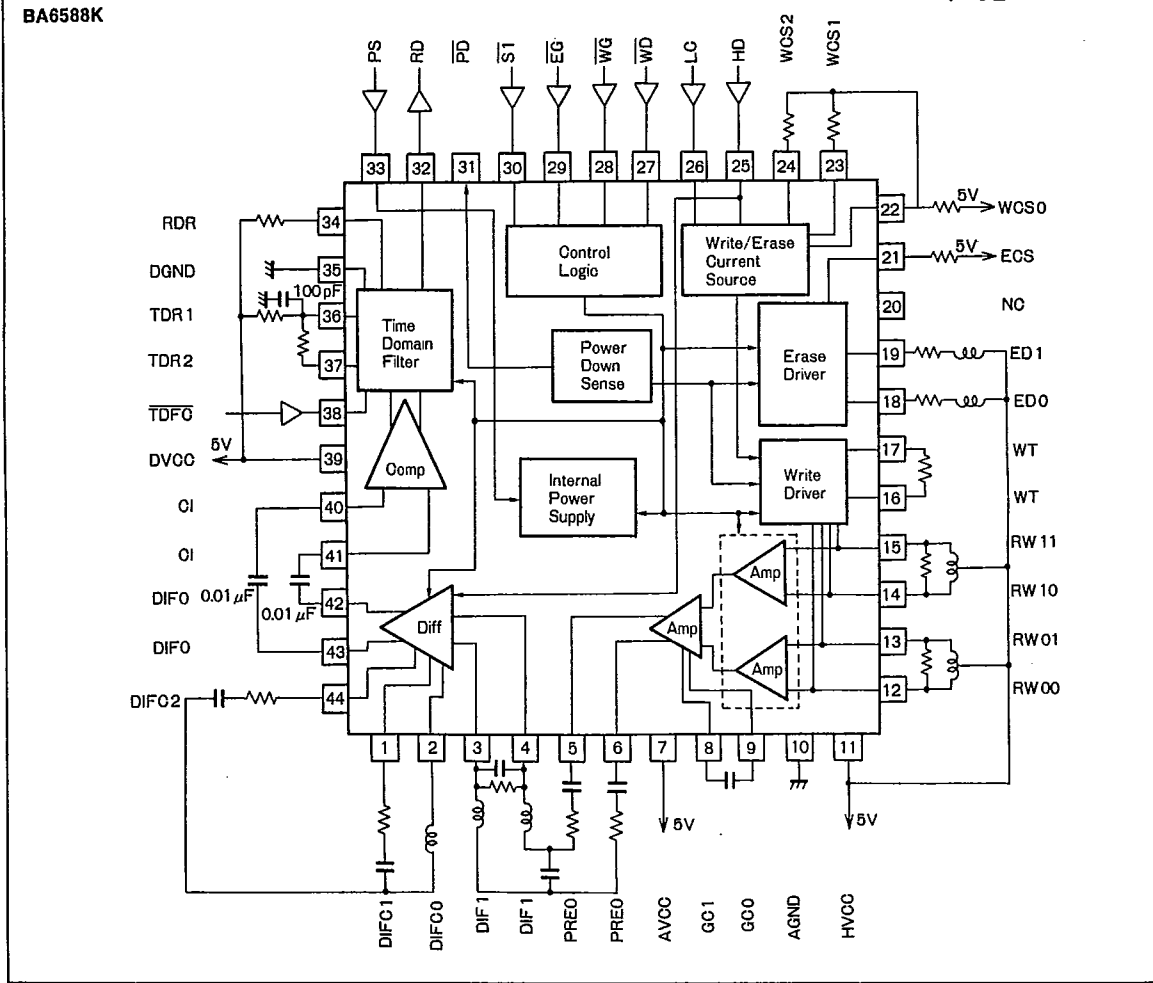 BA6588K
PS
RD
PD
S1
EG
WG
WD
LC
HD
WCS2
WCS1
33
32
31
30
29
28
27
26
25
24
23
RDR
34
DGND
35
100pF
TDR1
36
TDR2
37
TDFC
38
5V
DVCC
39
CI
40
CI
41
DIFO
0.01μF
0.01μF
42
DIFO
43
DIFC2
44
Control
Logic
Write/Erase
Current
Source
Time
Domain
Filter
Power
Down
Sense
Erase
Driver
Comp
Internal
Power
Supply
Write
Driver
Diff
Amp
Amp
Amp
22
5V
WCS0
21
5V
ECS
20
NC
19
ED1
18
ED0
17
WT
16
WT
15
RW11
14
RW10
13
RW01
12
RW00
1
2
3
4
5
6
7
8
9
10
11
5V
5V
DIFC1
DIFC0
DIF1
DIF1
PREO
PREO
AVCC
GC1
GC0
AGND
HVCC